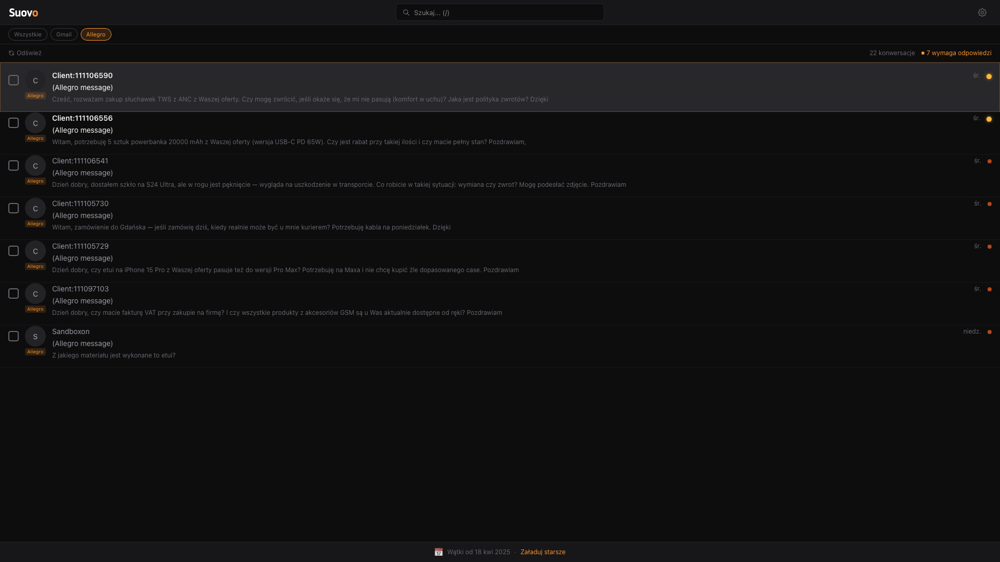 Suovo
Szukaj... (/)
Wszystkie Gmail Allegro
Odśwież
22 konwersacje 7 wymaga odpowiedzi
C
Allegro
Client:111106590
śr.
(Allegro message)
Cześć, rozważam zakup słuchawek TWS z ANC z Waszej oferty. Czy mogę zwrócić, jeśli okaże się, że mi nie pasują (komfort w uchu)? Jaka jest polityka zwrotów? Dzięki
C
Allegro
Client:111106556
śr.
(Allegro message)
Witam, potrzebuję 5 sztuk powerbanka 20000 mAh z Waszej oferty (wersja USB-C PD 65W). Czy jest rabat przy takiej ilości i czy macie pełny stan? Pozdrawiam,
C
Allegro
Client:111106541
śr.
(Allegro message)
Dzień dobry, dostałem szkło na S24 Ultra, ale w rogu jest pęknięcie — wygląda na uszkodzenie w transporcie. Co robicie w takiej sytuacji: wymiana czy zwrot? Mogę podesłać zdjęcie. Pozdrawiam
C
Allegro
Client:111105730
śr.
(Allegro message)
Witam, zamówienie do Gdańska — jeśli zamówię dziś, kiedy realnie może być u mnie kurierem? Potrzebuję kabla na poniedziałek. Dzięki
C
Allegro
Client:111105729
śr.
(Allegro message)
Dzień dobry, czy etui na iPhone 15 Pro z Waszej oferty pasuje też do wersji Pro Max? Potrzebuję na Maxa i nie chcę kupić źle dopasowanego case. Pozdrawiam
C
Allegro
Client:111097103
śr.
(Allegro message)
Dzień dobry, czy macie fakturę VAT przy zakupie na firmę? I czy wszystkie produkty z akcesoriów GSM są u Was aktualnie dostępne od ręki? Pozdrawiam
S
Allegro
Sandboxon
niedz.
(Allegro message)
Z jakiego materiału jest wykonane to etui?
17 Wątki od 18 kwi 2025 · Załaduj starsze